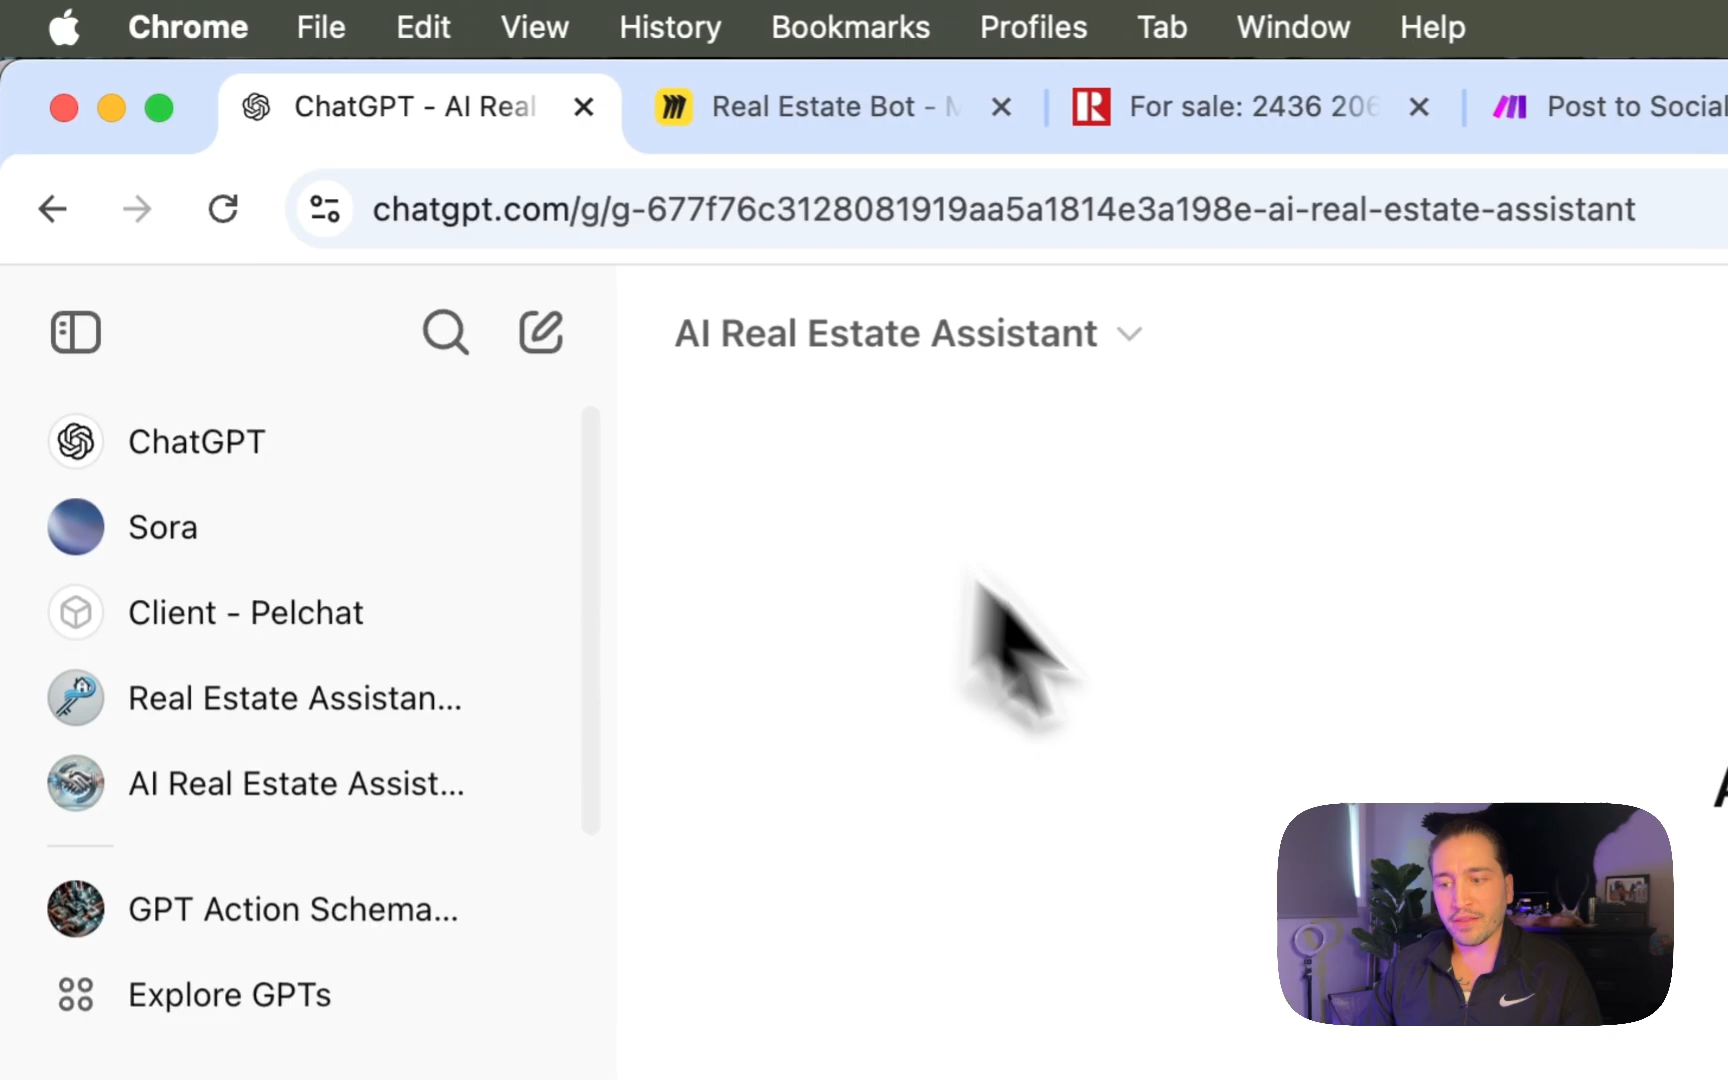 Chrome File Edit View History Bookmarks Profiles Tab Window Help
ChatGPT - AI Real
Real Estate Bot -
For sale: 2436 206
Post to Social
chatgpt.com/g/g-677f76c3128081919aa5a1814e3a198e-ai-real-estate-assistant
AI Real Estate Assistant
ChatGPT
Sora
Client - Pelchat
Real Estate Assistan...
AI Real Estate Assist...
GPT Action Schema...
Explore GPTs